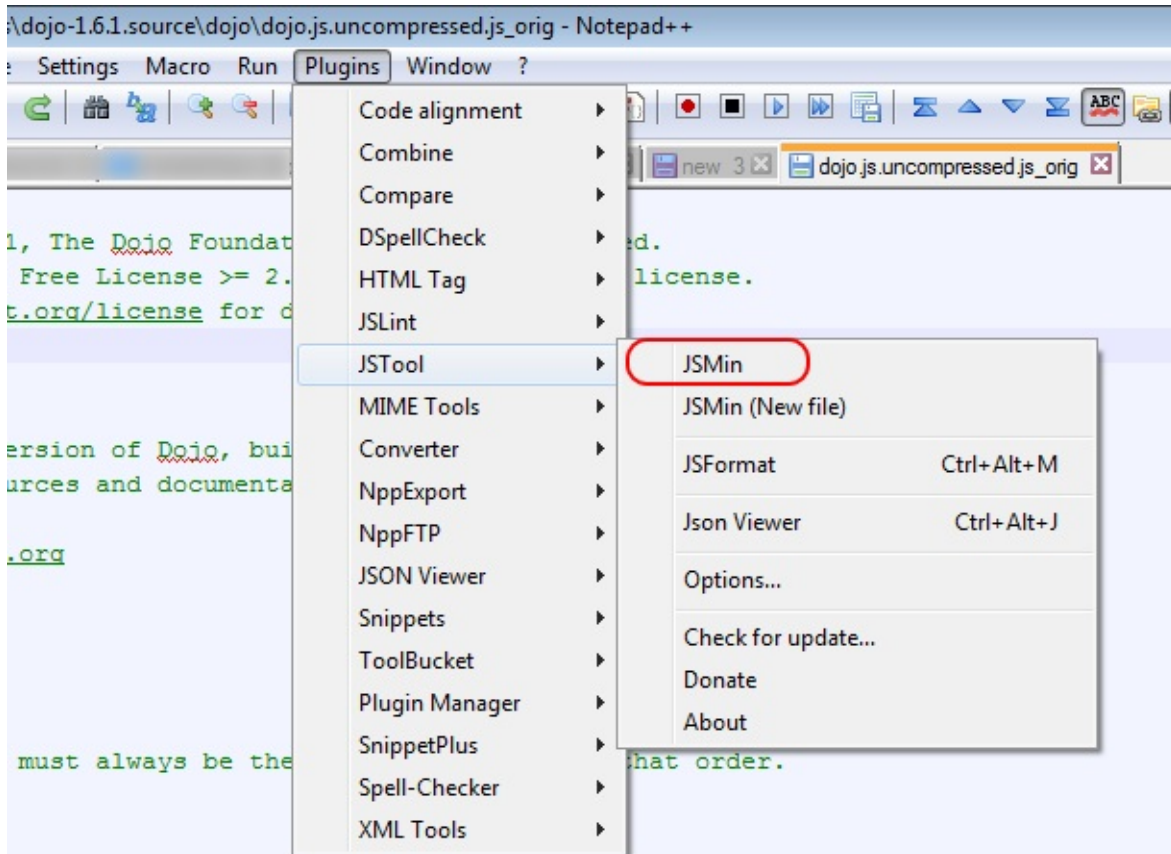 s\dojo-1.6.1.source\dojo\dojo.js.uncompressed.js_orig - Notepad++
Settings Macro Run Plugins Window ?
ABC
new 3 dojo.js.uncompressed.js_orig
Code alignment
Combine
Compare
DSpellCheck
HTML Tag
JSLint
JSTool
MIME Tools
Converter
NppExport
NppFTP
JSON Viewer
Snippets
ToolBucket
Plugin Manager
SnippetPlus
Spell-Checker
XML Tools
JSMin
JSMin (New file)
JSFormat Ctrl+Alt+M
Json Viewer Ctrl+Alt+J
Options...
Check for update...
Donate
About
1, The Dojo Foundat ed.
Free License >= 2. license.
t.org/license for d
ersion of Dojo, bui
urces and documenta
.org
must always be the hat order.